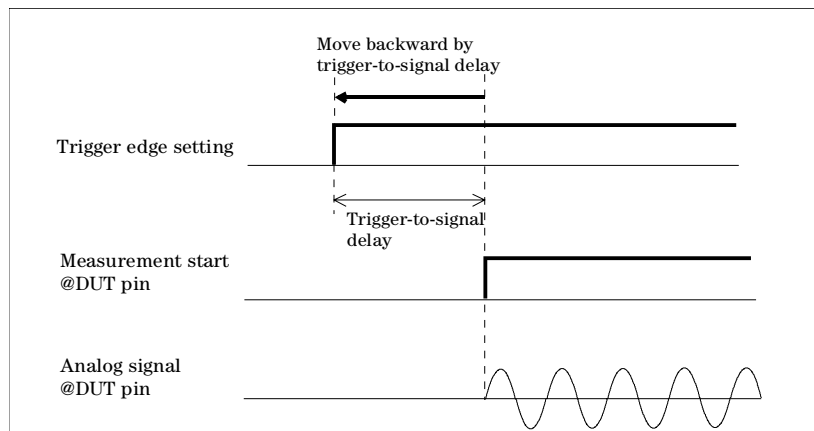 Move backward by
trigger-to-signal delay
Trigger edge setting
Trigger-to-signal
delay
Measurement start
@DUT pin
Analog signal
@DUT pin